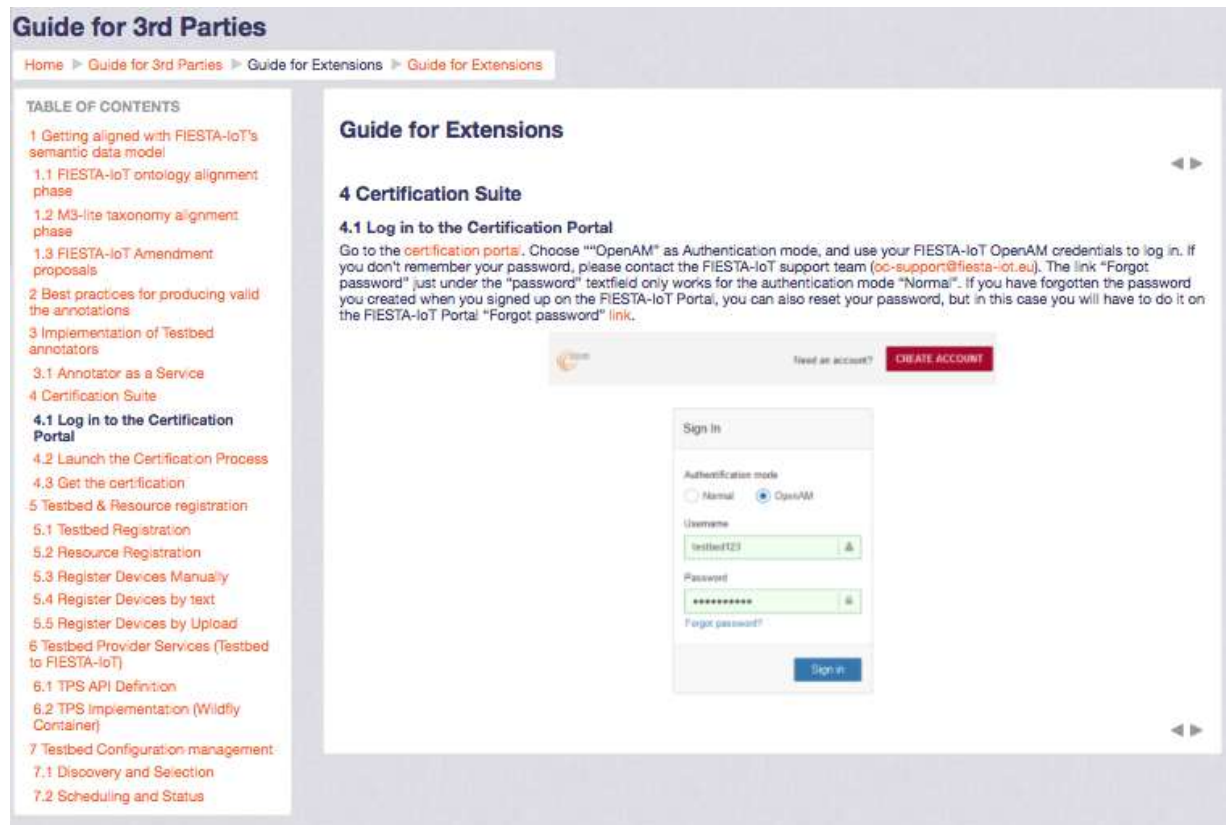 Guide for 3rd Parties
Home ▶ Guide for 3rd Parties ▶ Guide for Extensions ▶ Guide for Extensions
TABLE OF CONTENTS
1 Getting aligned with FIESTA-IoT's
semantic data model
1.1 FIESTA-IoT ontology alignment
phase
1.2 M3-lite taxonomy alignment
phase
1.3 FIESTA-IoT Amendment
proposals
2 Best practices for producing valid
the annotations
3 Implementation of Testbed
annotators
3.1 Annotator as a Service
4 Certification Suite
4.1 Log in to the Certification
Portal
4.2 Launch the Certification Process
4.3 Get the certification
5 Testbed & Resource registration
5.1 Testbed Registration
5.2 Resource Registration
5.3 Register Devices Manually
5.4 Register Devices by text
5.5 Register Devices by Upload
6 Testbed Provider Services (Testbed
to FIESTA-IoT)
6.1 TPS API Definition
6.2 TPS Implementation (Wildfly
Container)
7 Testbed Configuration management
7.1 Discovery and Selection
7.2 Scheduling and Status
Guide for Extensions
4 Certification Suite
4.1 Log in to the Certification Portal
Go to the certification portal. Choose ""OpenAM" as Authentication mode, and use your FIESTA-IoT OpenAM credentials to log in. If
you don't remember your password, please contact the FIESTA-IoT support team (oc-support@fiesta-iot.eu). The link "Forgot
password" just under the "password" textfield only works for the authentication mode "Normal". If you have forgotten the password
you created when you signed up on the FIESTA-IoT Portal, you can also reset your password, but in this case you will have to do it on
the FIESTA-IoT Portal "Forgot password" link.
Need an account? CREATE ACCOUNT
Sign In
Authentification mode
Normal OpenAM
Username
testbed123
Password
••••••••••
Forgot password?
Sign in